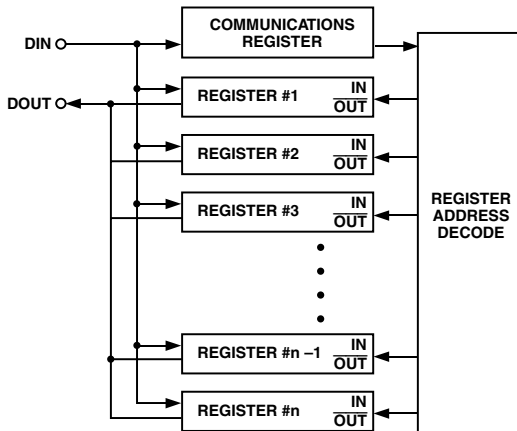 COMMUNICATIONS
REGISTER
DIN
DOUT
REGISTER #1
IN
OUT
REGISTER #2
IN
OUT
REGISTER #3
IN
OUT
REGISTER
ADDRESS
DECODE
REGISTER #n –1
IN
OUT
REGISTER #n
IN
OUT